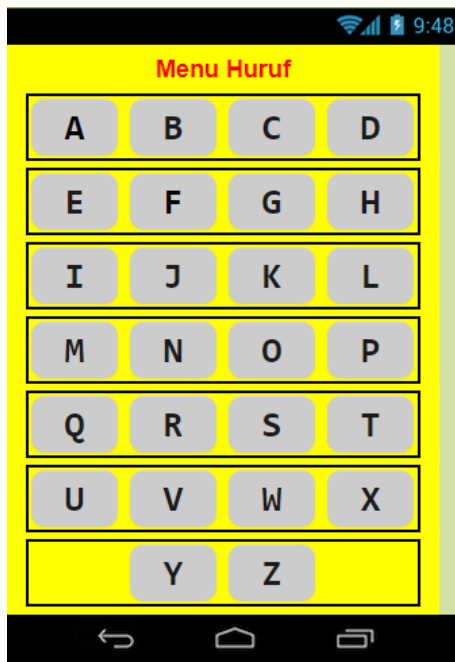 9:48
Menu Huruf
A B C D
E F G H
I J K L
M N O P
Q R S T
U V W X
Y Z